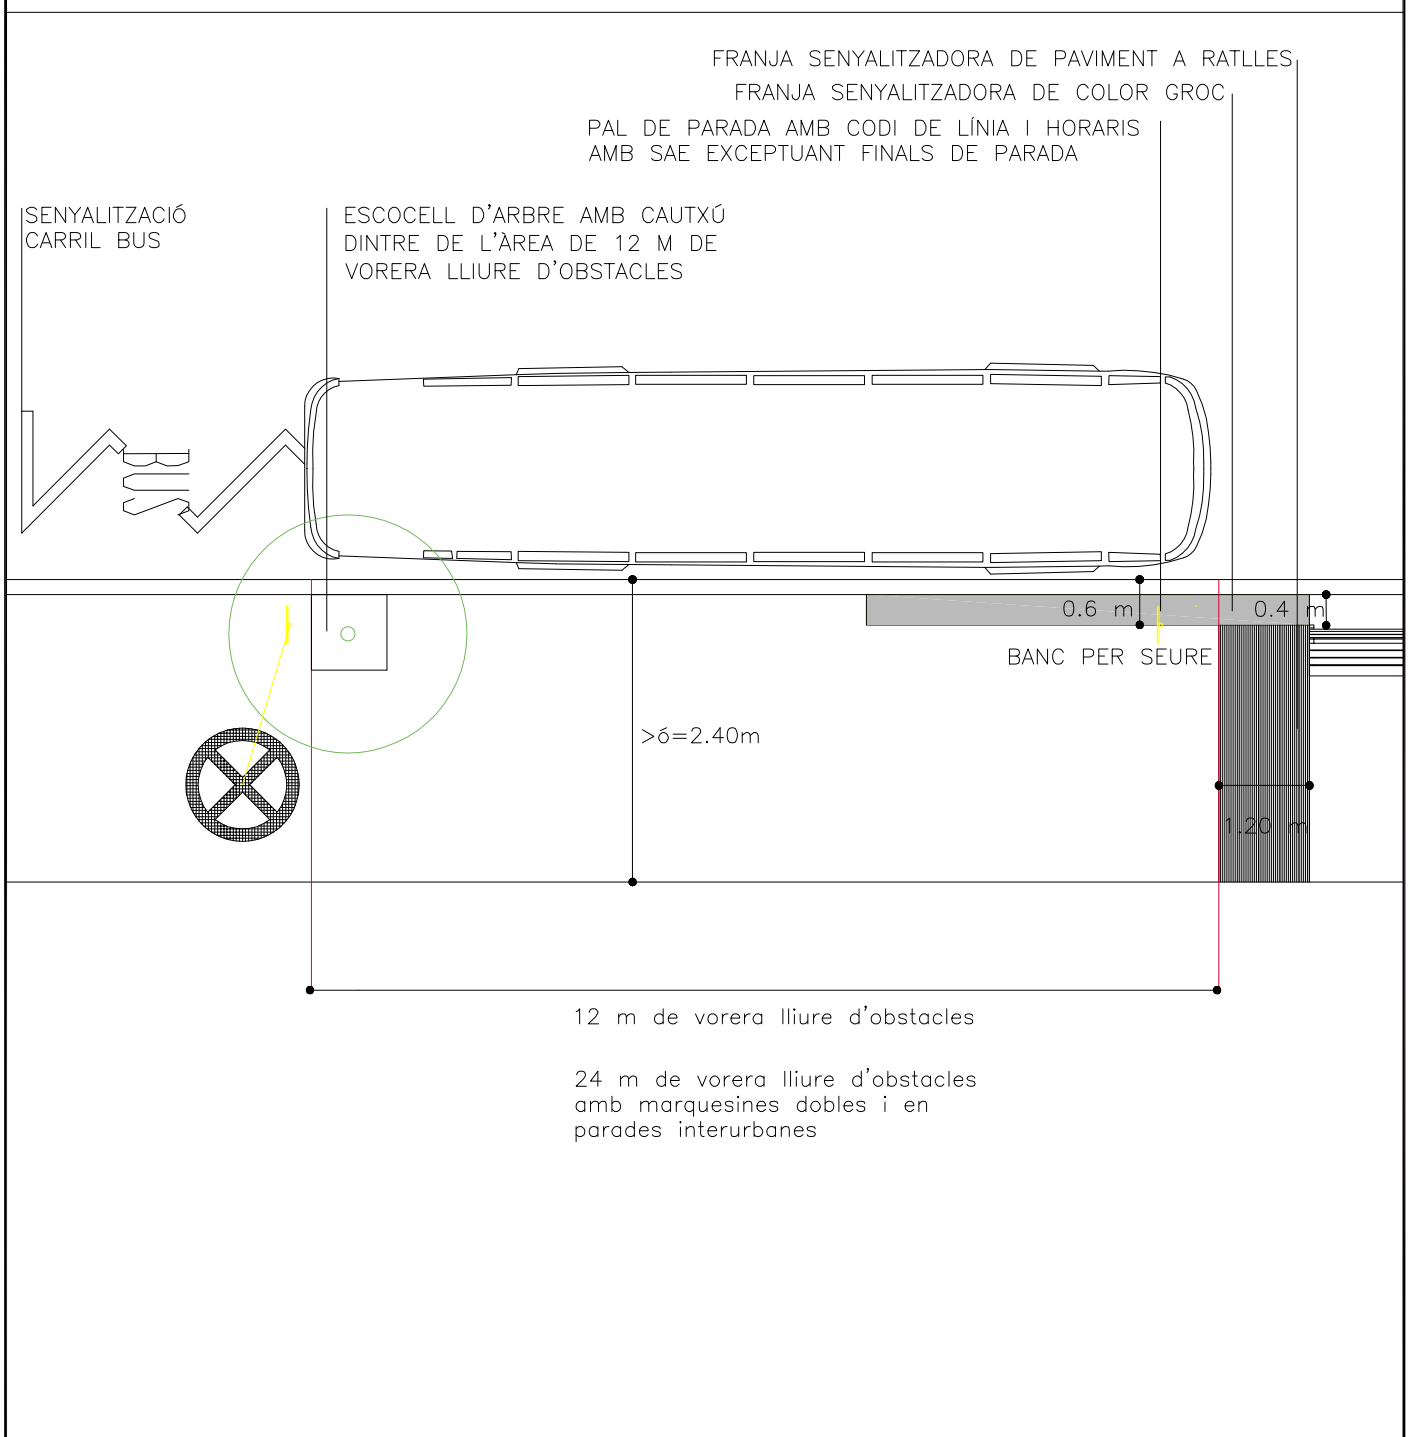 FRANJA SENYALITZADORA DE PAVIMENT A RATLLES
FRANJA SENYALITZADORA DE COLOR GROC
PAL DE PARADA AMB CODI DE LÍNIA I HORARIS
AMB SAE EXCEPTUANT FINALS DE PARADA
SENYALITZACIÓ
CARRIL BUS
ESCOCELL D'ARBRE AMB CAUTXÚ
DINTRE DE L'ÀREA DE 12 M DE
VORERA LLIURE D'OBSTACLES
BUS
0.6 m
0.4 m
BANC PER SEURE
>ó=2.40m
1.20 m
12 m de vorera lliure d'obstacles
24 m de vorera lliure d'obstacles
amb marquesines dobles i en
parades interurbanes